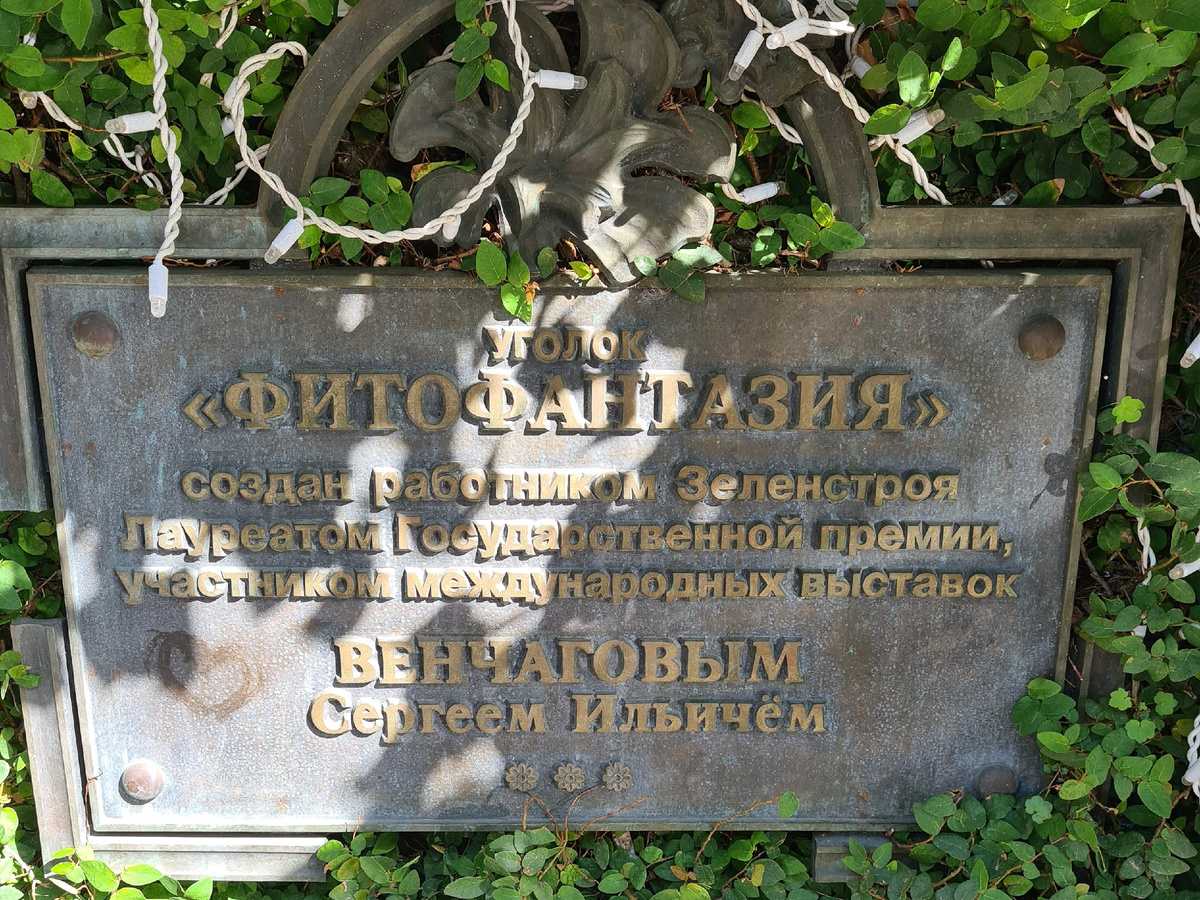 уголок
«ФИТОФАНТАЗИЯ»
создан работником Зеленстроя
Лауреатом Государственной премии,
участником международных выставок
ВЕНЧАГОВЫМ
Сергеем Ильичём